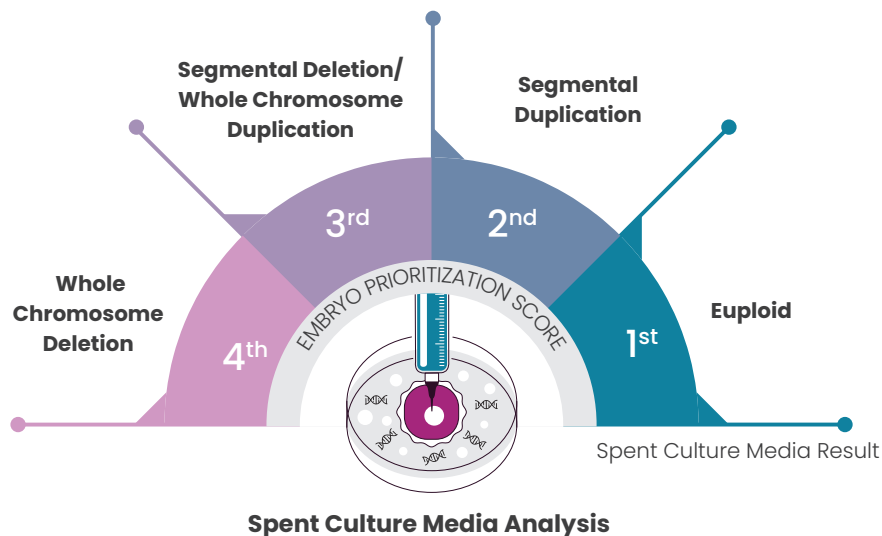 Segmental Deletion/
Whole Chromosome
Duplication
Segmental
Duplication
3rd
2nd
EMBRYO PRIORITIZATION SCORE
Whole
Chromosome
Deletion
Euploid
4th
1st
Spent Culture Media Result
Spent Culture Media Analysis